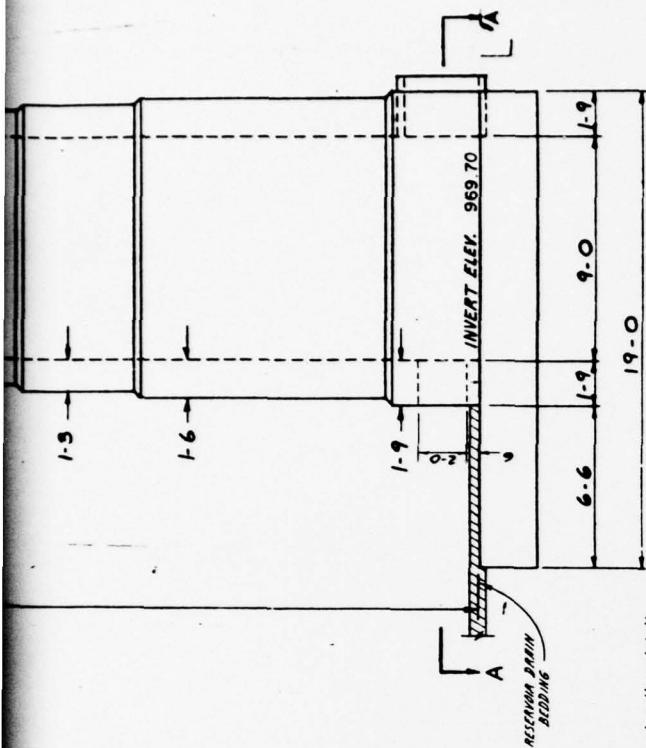 A
1-9
9-0
1-9
6-6
19-0
INVERT ELEV. 969.70
1-3
1-6
1-9
2-0
6
A
RESERVOIR DRAIN
BEDDING